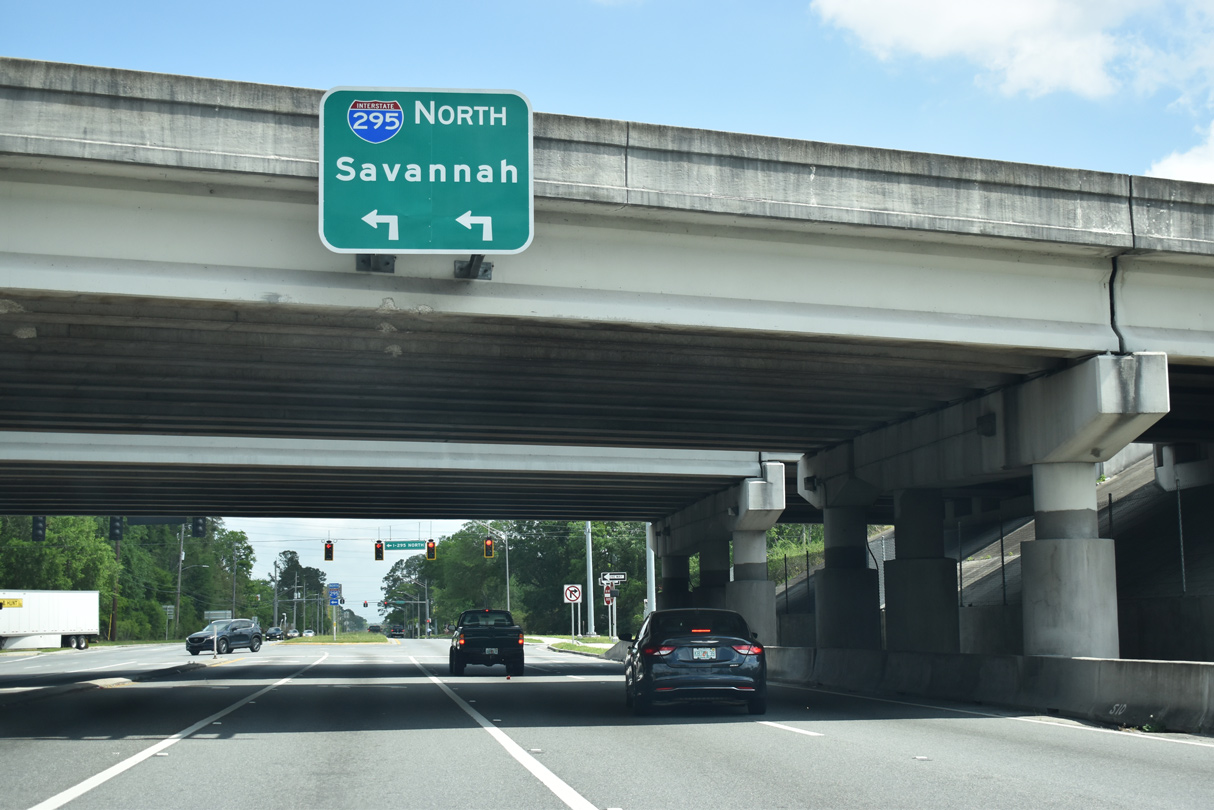 INTERSTATE
295 NORTH
Savannah
I-295 NORTH